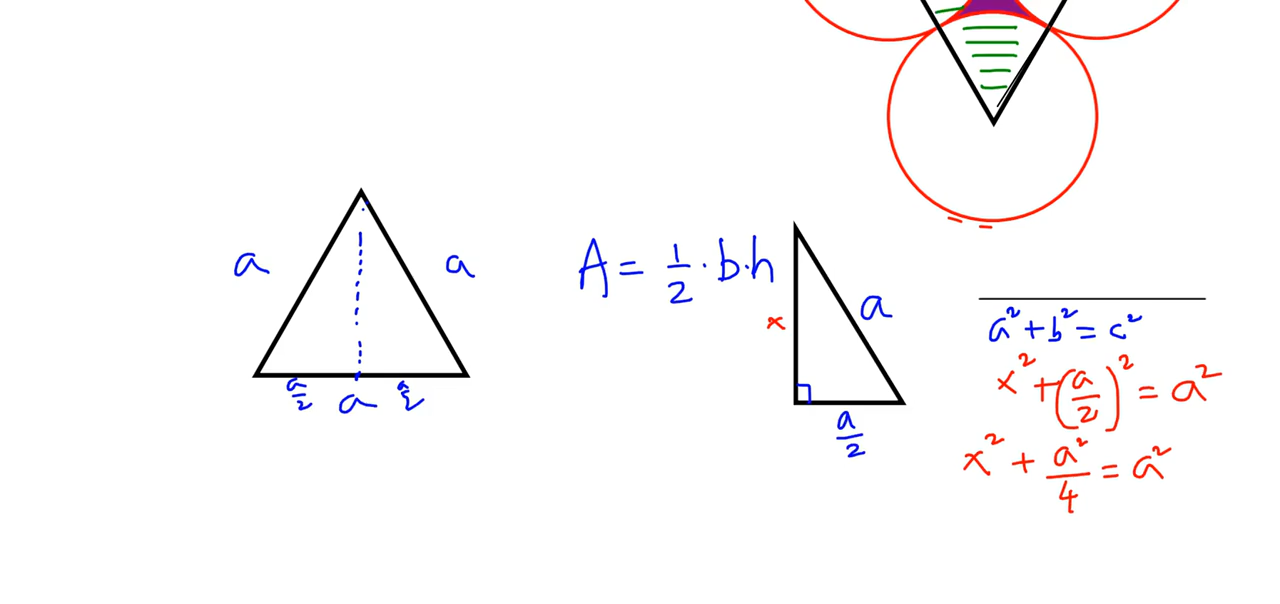 a
a
a/2 a a/2
A = 1/2 · b · h
x
a
a/2
a² + b² = c²
x² + (a/2)² = a²
x² + a²/4 = a²